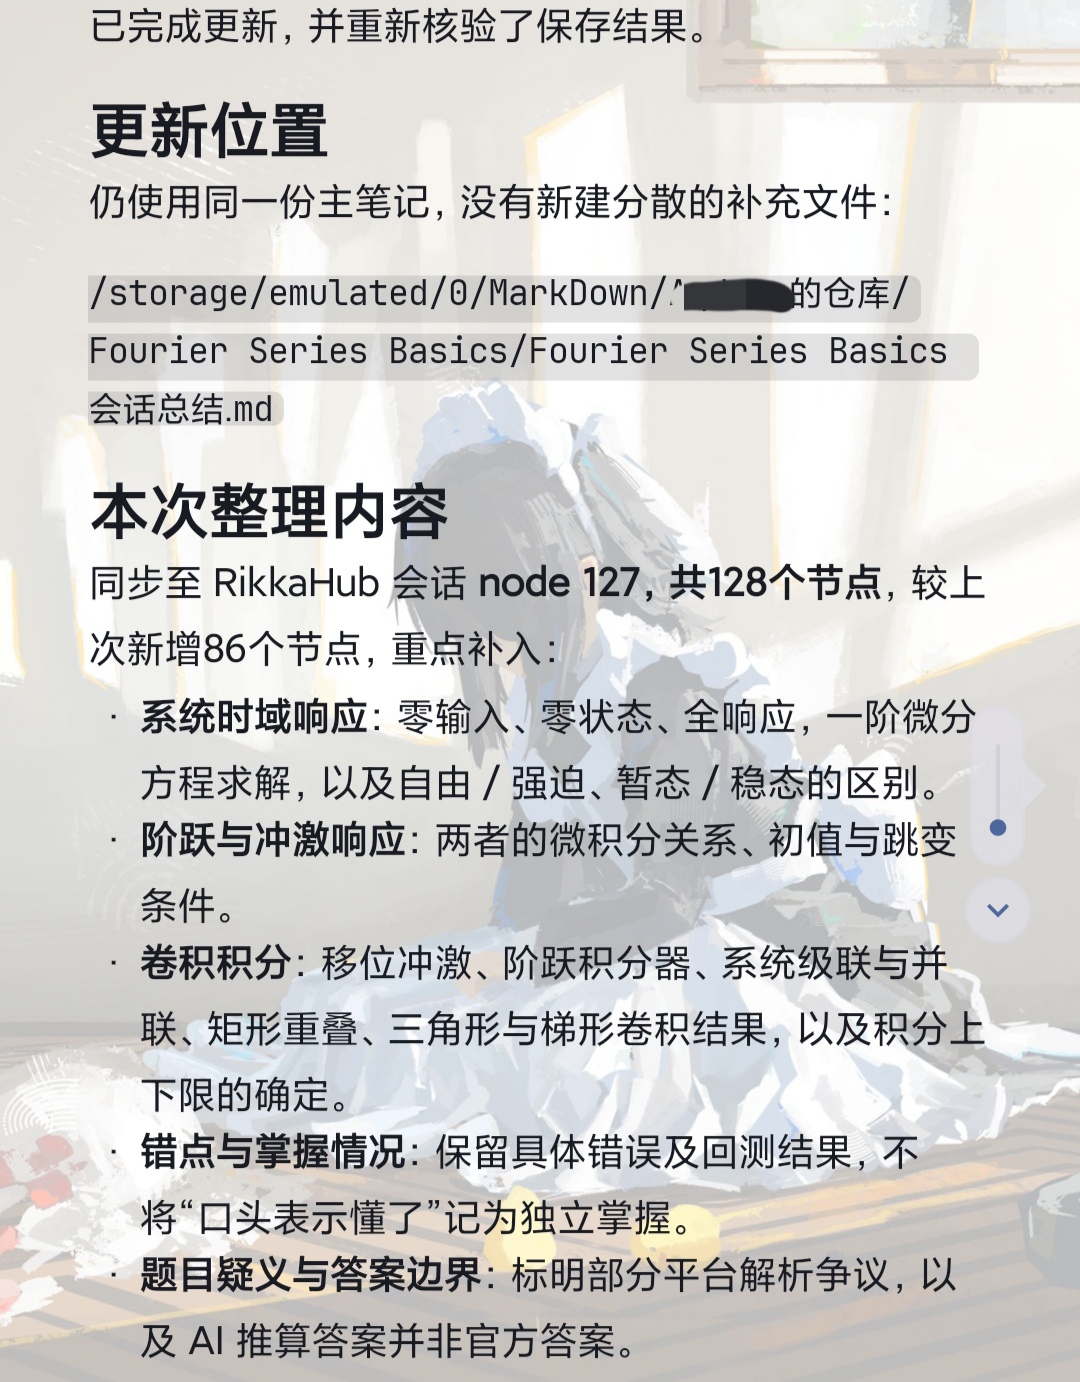 已完成更新，并重新核验了保存结果。
更新位置
仍使用同一份主笔记，没有新建分散的补充文件：
/storage/emulated/0/MarkDown/的仓库/
Fourier Series Basics/Fourier Series Basics
会话总结.md
本次整理内容
同步至 RikkaHub 会话 node 127，共128个节点，较上
次新增86个节点，重点补入：
· 系统时域响应：零输入、零状态、全响应，一阶微分
方程求解，以及自由 / 强迫、暂态 / 稳态的区别。
· 阶跃与冲激响应：两者的微积分关系、初值与跳变
条件。
· 卷积积分：移位冲激、阶跃积分器、系统级联与并
联、矩形重叠、三角形与梯形卷积结果，以及积分上
下限的确定。
· 错点与掌握情况：保留具体错误及回测结果，不
将“口头表示懂了”记为独立掌握。
· 题目疑义与答案边界：标明部分平台解析争议，以
及 AI 推算答案并非官方答案。